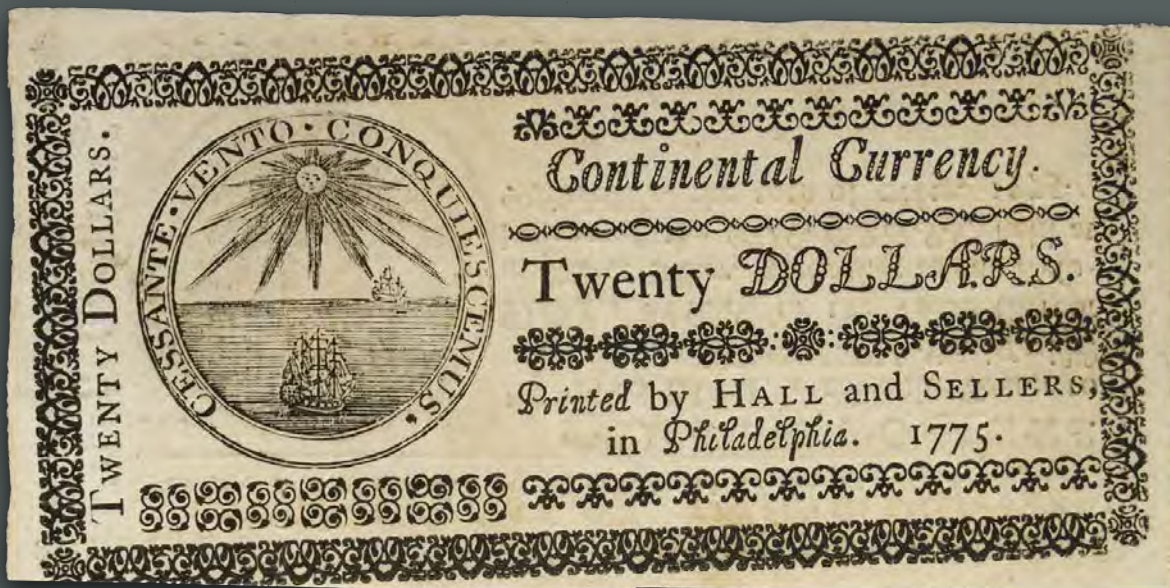 TWENTY DOLLARS.
CESSANTE · VENTO · CONQUIESCEMUS,
Continental Currency.
Twenty DOLLARS.
Printed by HALL and SELLERS,
in Philadelphia. 1775.